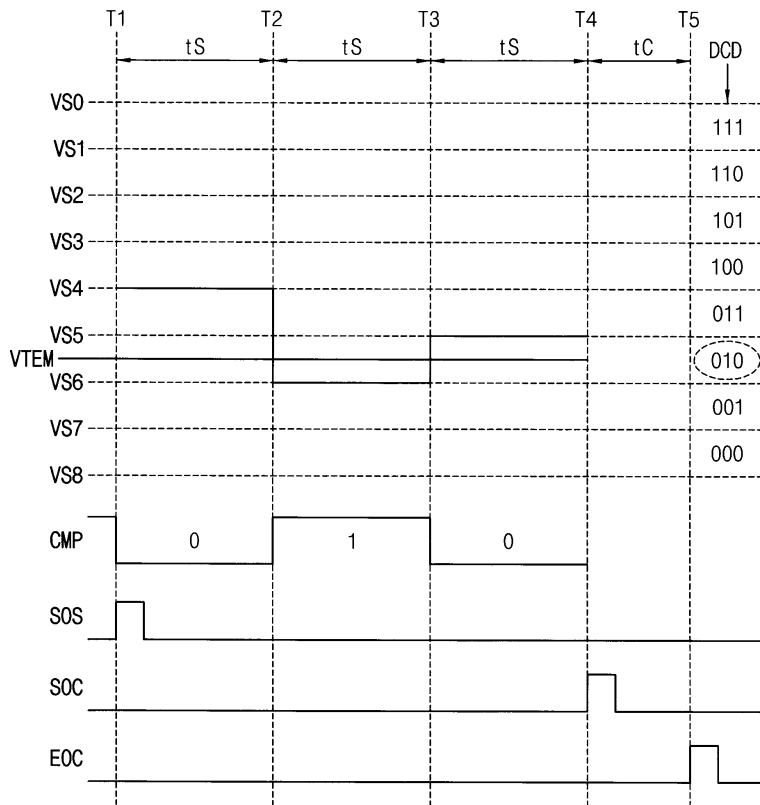 T1 T2 T3 T4 T5
tS tS tS tC DCD
VS0
111
VS1
110
VS2
101
VS3
100
VS4
011
VS5
VTEM 010
VS6
001
VS7
000
VS8
CMP 0 1 0
SOS
SOC
EOC